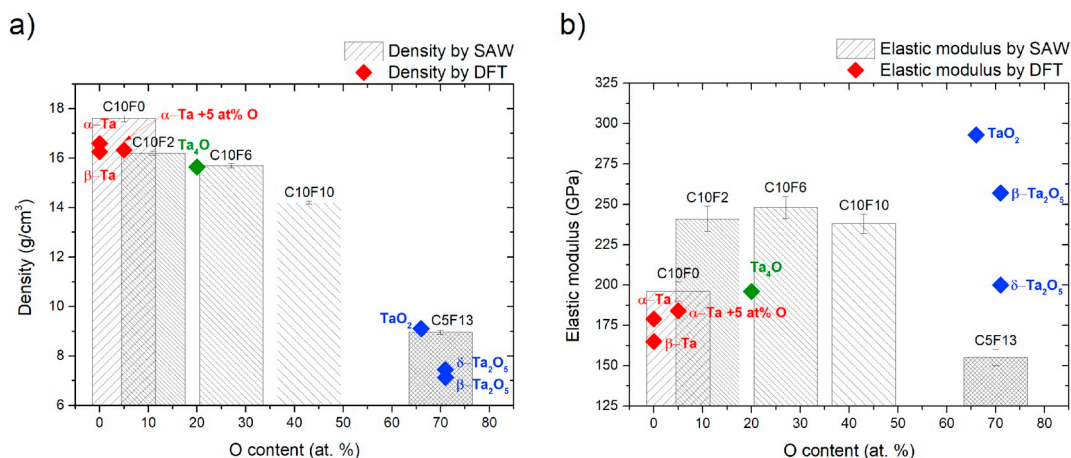 a)
Density by SAW
Density by DFT
18
16
14
12
10
8
6
Density (g/cm³)
C10F0
α–Ta
α–Ta +5 at% O
C10F2
Ta₄O
C10F6
β–Ta
C10F10
TaO₂
C5F13
δ–Ta₂O₅
β–Ta₂O₅
0 10 20 30 40 50 60 70 80
O content (at. %)
b)
Elastic modulus by SAW
Elastic modulus by DFT
325
300
275
250
225
200
175
150
125
Elastic modulus (GPa)
TaO₂
C10F6
C10F2
C10F10
β–Ta₂O₅
C10F0
Ta₄O
α–Ta
α–Ta +5 at% O
δ–Ta₂O₅
β–Ta
C5F13
0 10 20 30 40 50 60 70 80
O content (at. %)